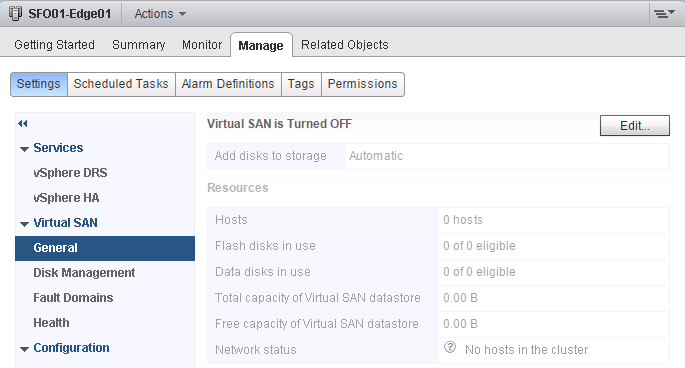 SFO01-Edge01 Actions
Getting Started Summary Monitor Manage Related Objects
Settings Scheduled Tasks Alarm Definitions Tags Permissions
Services
vSphere DRS
vSphere HA
Virtual SAN
General
Disk Management
Fault Domains
Health
Configuration
Virtual SAN is Turned OFF Edit...
Add disks to storage Automatic
Resources
Hosts 0 hosts
Flash disks in use 0 of 0 eligible
Data disks in use 0 of 0 eligible
Total capacity of Virtual SAN datastore 0.00 B
Free capacity of Virtual SAN datastore 0.00 B
Network status ? No hosts in the cluster